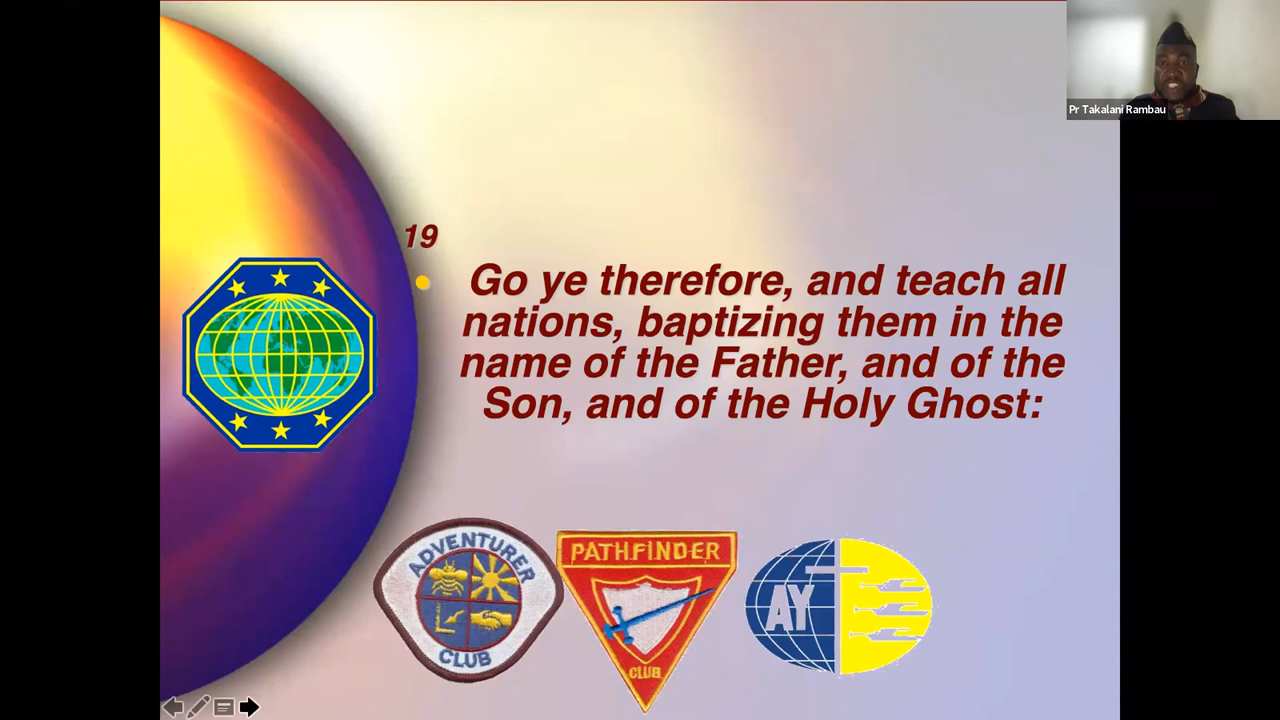 Pr Takalani Rambau
19
Go ye therefore, and teach all
nations, baptizing them in the
name of the Father, and of the
Son, and of the Holy Ghost:
ADVENTURER
CLUB
PATHFINDER
CLUB
AY